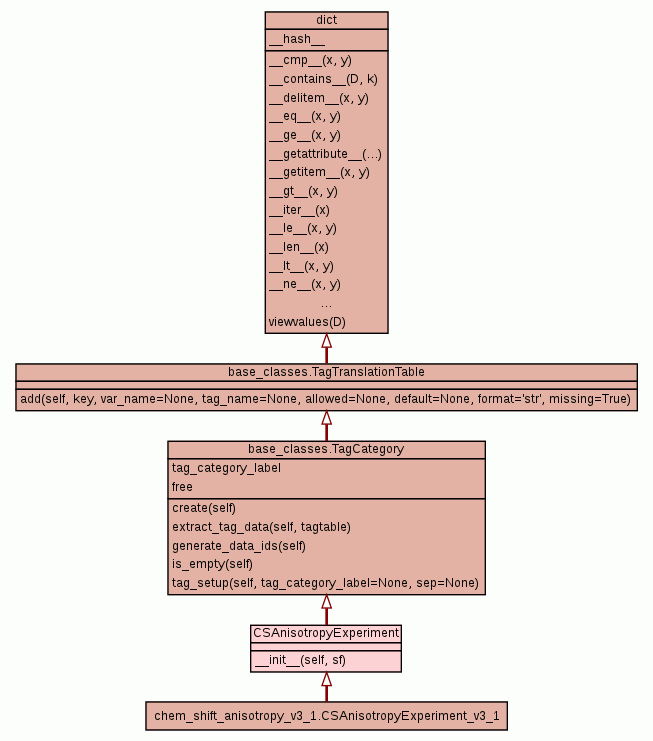 dict
__hash__
__cmp__(x, y)
__contains__(D, k)
__delitem__(x, y)
__eq__(x, y)
__ge__(x, y)
__getattribute__(...)
__getitem__(x, y)
__gt__(x, y)
__iter__(x)
__le__(x, y)
__len__(x)
__lt__(x, y)
__ne__(x, y)
...
viewvalues(D)
base_classes.TagTranslationTable
add(self, key, var_name=None, tag_name=None, allowed=None, default=None, format='str', missing=True)
base_classes.TagCategory
tag_category_label
free
create(self)
extract_tag_data(self, tagtable)
generate_data_ids(self)
is_empty(self)
tag_setup(self, tag_category_label=None, sep=None)
CSAnisotropyExperiment
__init__(self, sf)
chem_shift_anisotropy_v3_1.CSAnisotropyExperiment_v3_1